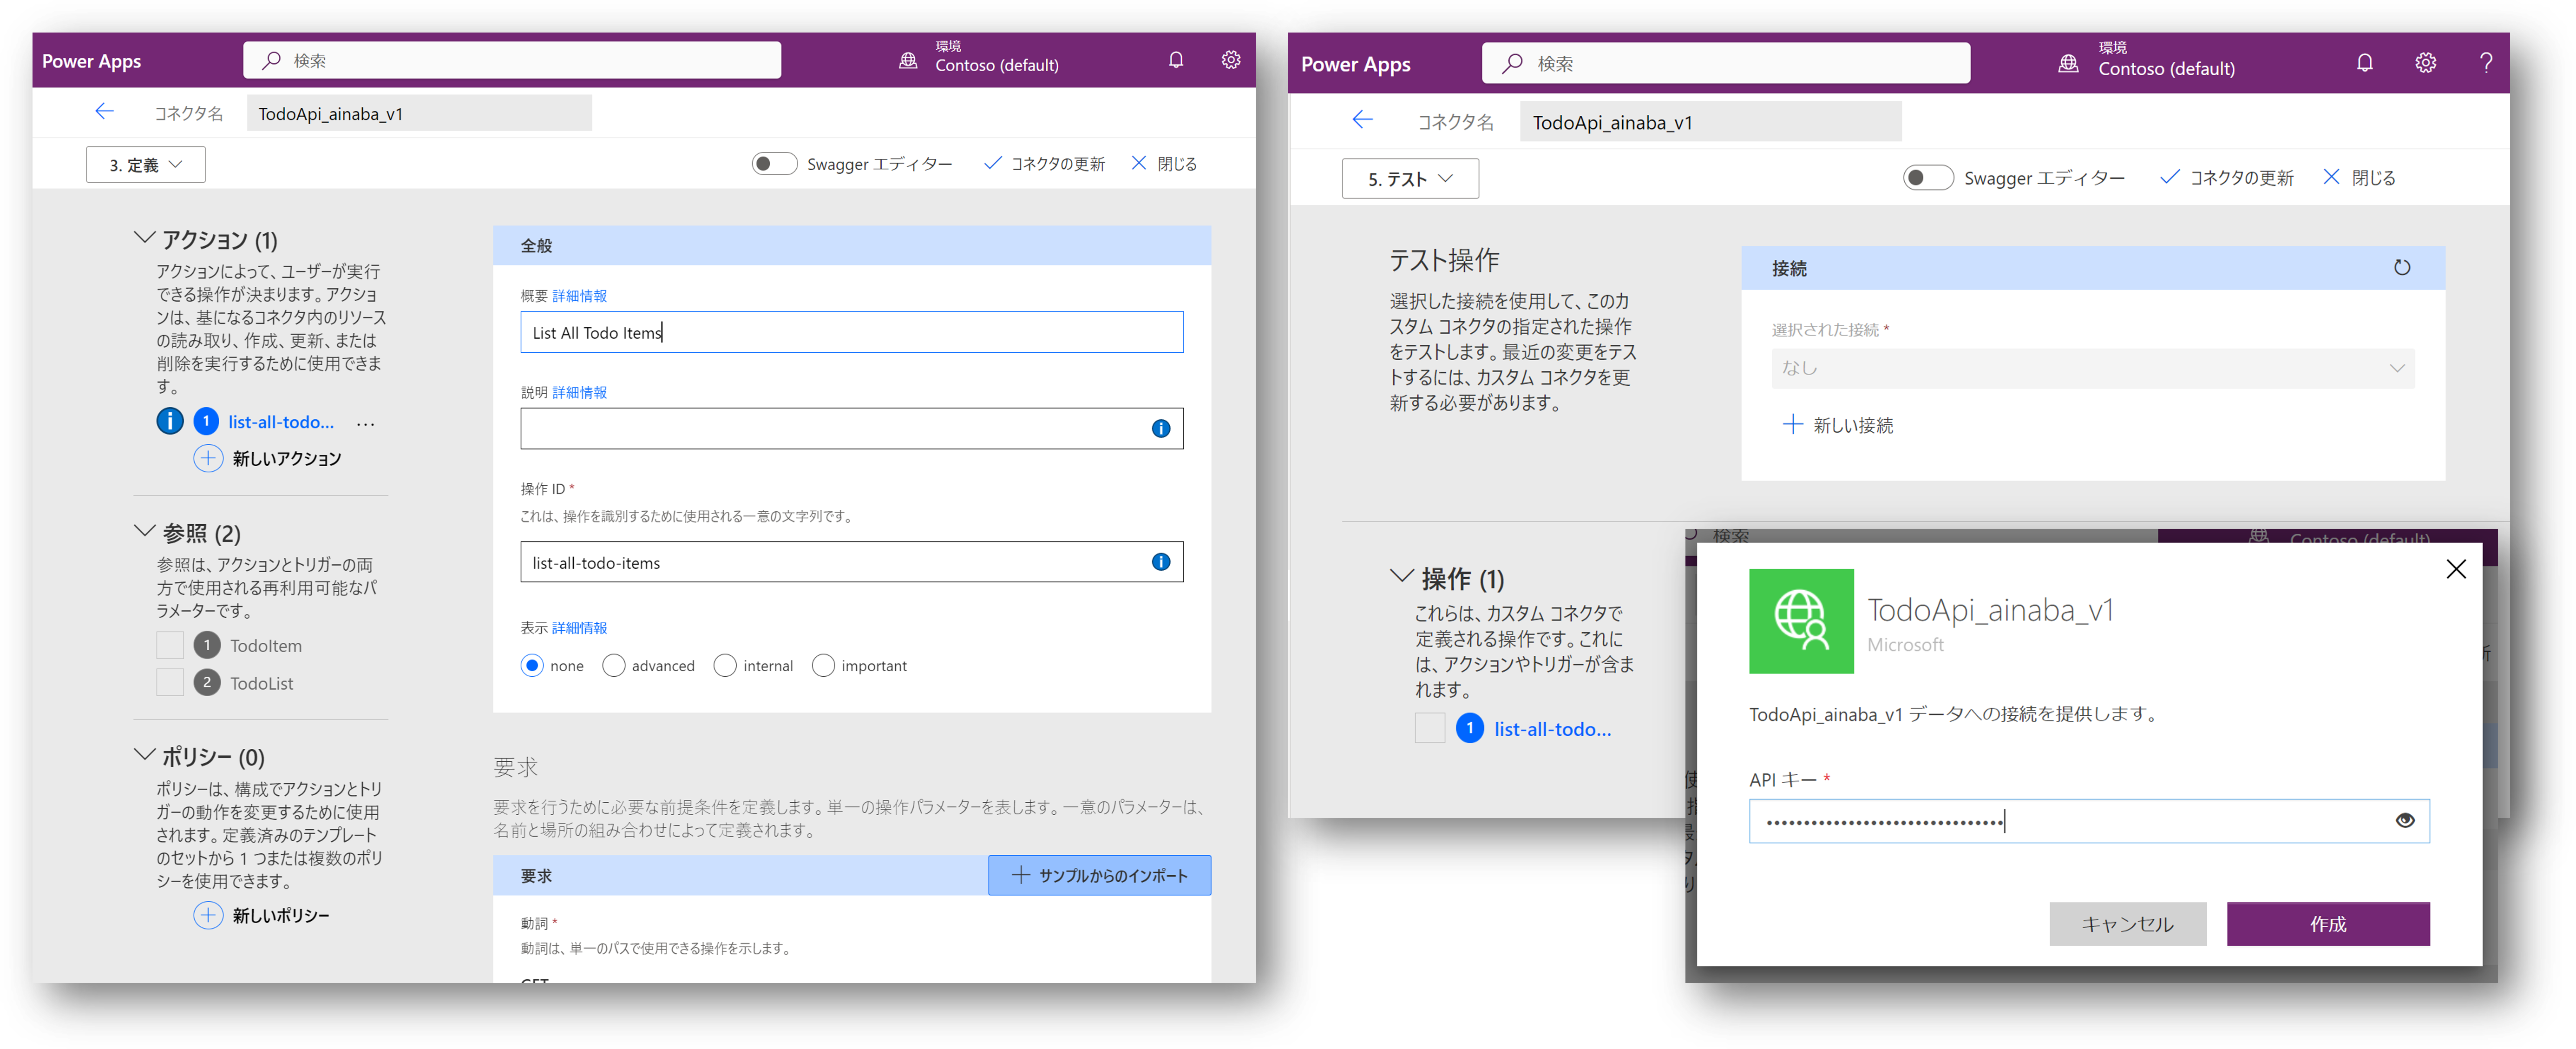 Power Apps
検索
環境
Contoso (default)
コネクタ名
TodoApi_ainaba_v1
3. 定義
Swagger エディター
コネクタの更新
閉じる
アクション (1)
アクションによって、ユーザーが実行
できる操作が決まります。アクショ
ンは、基になるコネクタ内のリソース
の読み取り、作成、更新、または
削除を実行するために使用できま
す。
1
list-all-todo...
...
新しいアクション
参照 (2)
参照は、アクションとトリガーの両
方で使用される再利用可能なパ
ラメーターです。
1
TodoItem
2
TodoList
ポリシー (0)
ポリシーは、構成でアクションとトリ
ガーの動作を変更するために使用
されます。定義済みのテンプレート
のセットから 1 つまたは複数のポリ
シーを使用できます。
新しいポリシー
全般
概要 詳細情報
List All Todo Items
説明 詳細情報
操作 ID *
これは、操作を識別するために使用される一意の文字列です。
list-all-todo-items
表示 詳細情報
none
advanced
internal
important
要求
要求を行うために必要な前提条件を定義します。単一の操作パラメーターを表します。一意のパラメーターは、
名前と場所の組み合わせによって定義されます。
要求
サンプルからのインポート
動詞 *
動詞は、単一のパスで使用できる操作を示します。
GET
Power Apps
検索
環境
Contoso (default)
?
コネクタ名
TodoApi_ainaba_v1
5. テスト
Swagger エディター
コネクタの更新
閉じる
テスト操作
選択した接続を使用して、このカ
スタム コネクタの指定された操作
をテストします。最近の変更をテス
トするには、カスタム コネクタを更
新する必要があります。
接続
選択された接続 *
なし
新しい接続
操作 (1)
これらは、カスタム コネクタで
定義される操作です。これに
は、アクションやトリガーが含ま
れます。
1
list-all-todo...
検索
Contoso (default)
TodoApi_ainaba_v1
Microsoft
TodoApi_ainaba_v1 データへの接続を提供します。
API キー *
キャンセル
作成